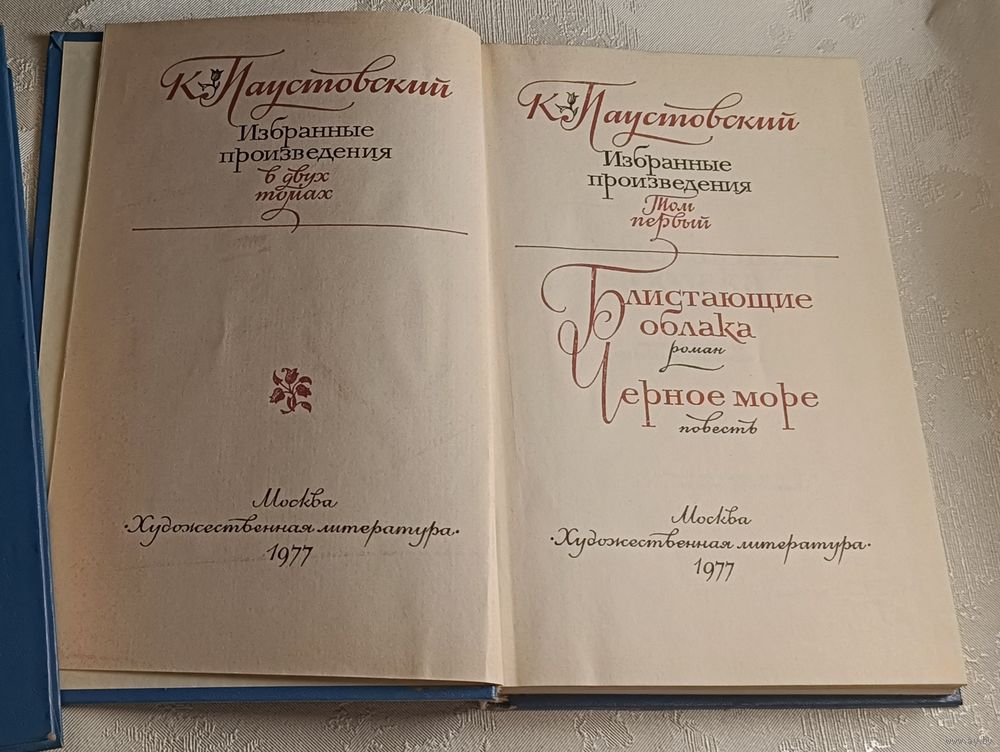 К Паустовский
Избранные
произведения
в двух
томах
Москва
·Художественная литература·
1977
К Паустовский
Избранные
произведения
Том
первый
Блистающие
облака
роман
Черное море
повесть
Москва
·Художественная литература·
1977